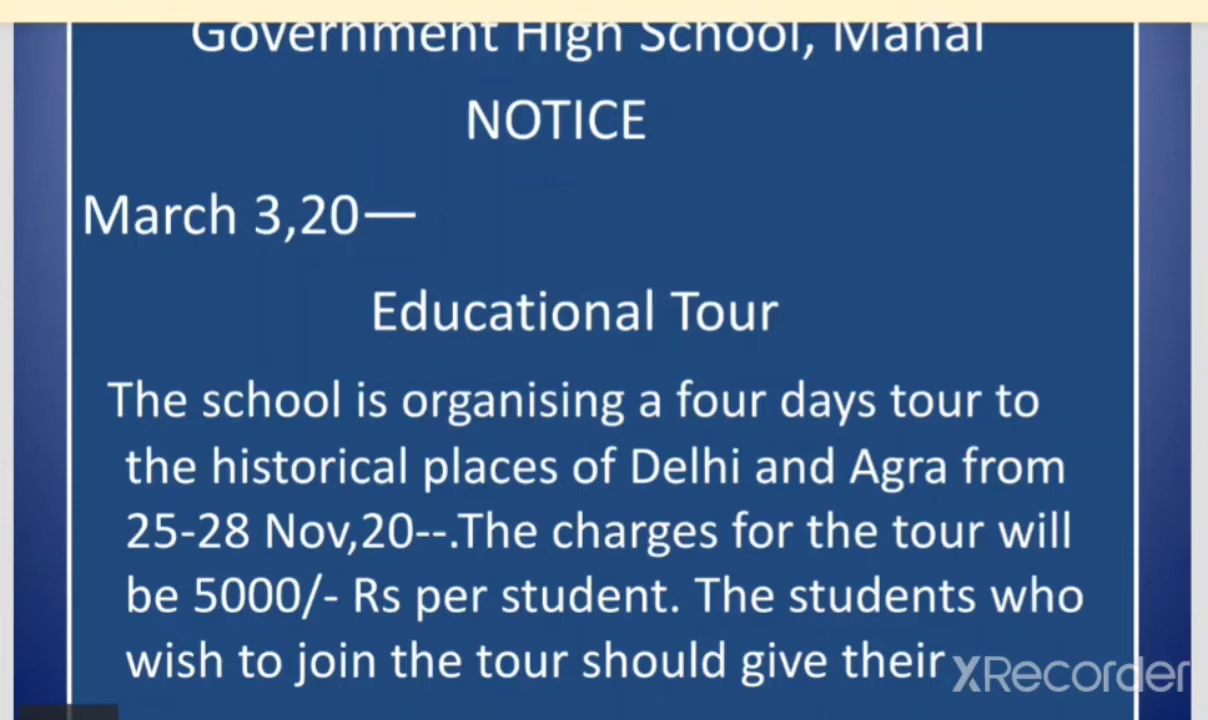 Government High School, Mahal
NOTICE
March 3,20—
Educational Tour
The school is organising a four days tour to
the historical places of Delhi and Agra from
25-28 Nov,20--.The charges for the tour will
be 5000/- Rs per student. The students who
wish to join the tour should give their
XRecorder